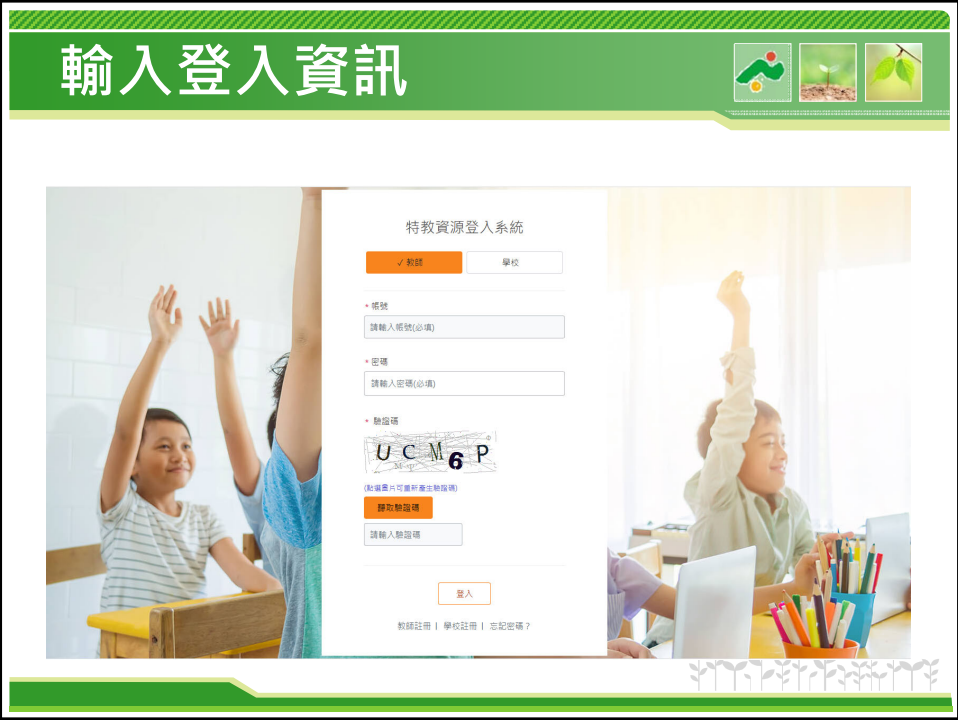 輸入登入資訊
特教資源登入系統
✓ 教師 學校
* 帳號
請輸入帳號(必填)
* 密碼
請輸入密碼(必填)
* 驗證碼
U C M 6 P
(點選圖片可重新產生驗證碼)
聽取驗證碼
請輸入驗證碼
登入
教師註冊 | 學校註冊 | 忘記密碼？